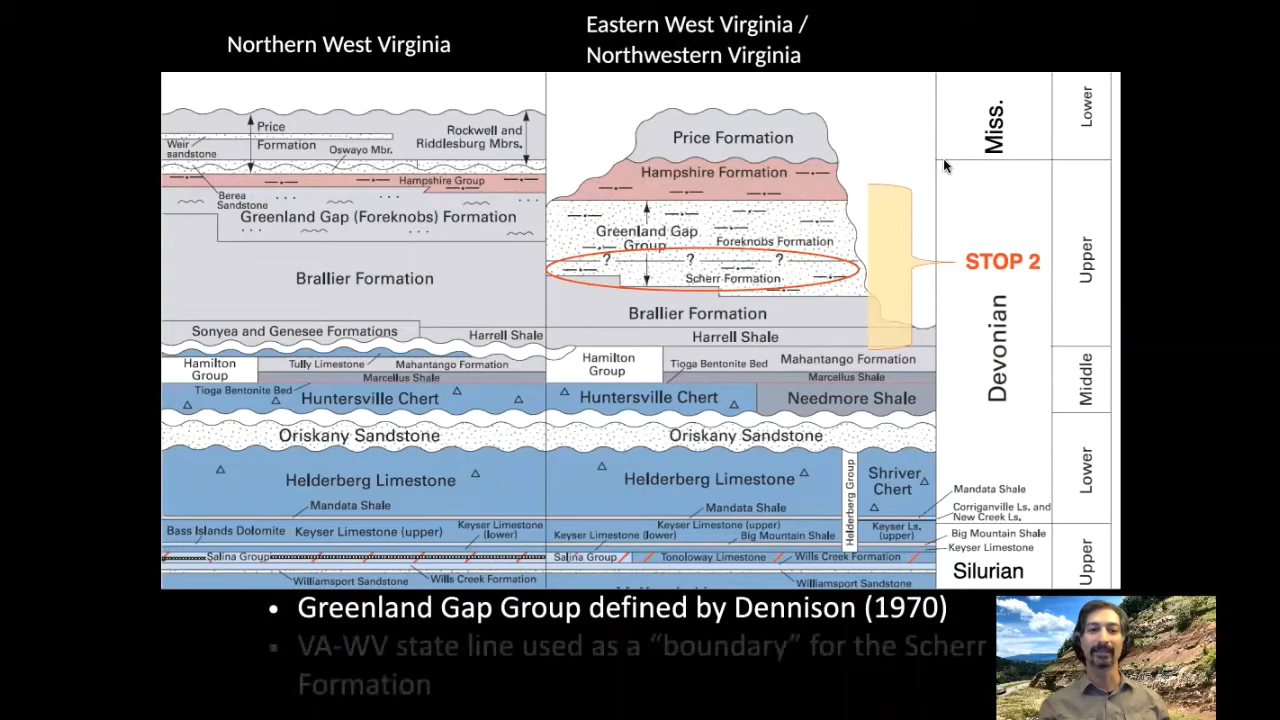 Northern West Virginia
Eastern West Virginia /
Northwestern Virginia
Price
Formation
Weir
sandstone
Oswayo Mbr.
Rockwell and
Riddlesburg Mbrs.
Hampshire Group
Berea
Sandstone
Greenland Gap (Foreknobs) Formation
Brallier Formation
Sonyea and Genesee Formations
Harrell Shale
Hamilton
Group
Tully Limestone
Mahantango Formation
Marcellus Shale
Tioga Bentonite Bed
Huntersville Chert
Oriskany Sandstone
Helderberg Limestone
Mandata Shale
Bass Islands Dolomite
Keyser Limestone (upper)
Keyser Limestone
(lower)
Salina Group
Wills Creek Formation
Williamsport Sandstone
Price Formation
Hampshire Formation
Greenland Gap
Group
Foreknobs Formation
? ? ?
Scherr Formation
Brallier Formation
Harrell Shale
Hamilton
Group
Tioga Bentonite Bed
Mahantango Formation
Marcellus Shale
Huntersville Chert
Needmore Shale
Oriskany Sandstone
Helderberg Limestone
Helderberg Group
Shriver
Chert
Mandata Shale
Keyser Limestone (upper)
Keyser Limestone (lower)
Big Mountain Shale
Keyser Ls.
(upper)
Salina Group
Tonoloway Limestone
Wills Creek Formation
Williamsport Sandstone
STOP 2
Mandata Shale
Corriganville Ls. and
New Creek Ls.
Big Mountain Shale
Keyser Limestone
Miss.
Devonian
Silurian
Lower
Upper
Middle
Lower
Upper
• Greenland Gap Group defined by Dennison (1970)
▪ VA-WV state line used as a “boundary” for the Scherr
Formation